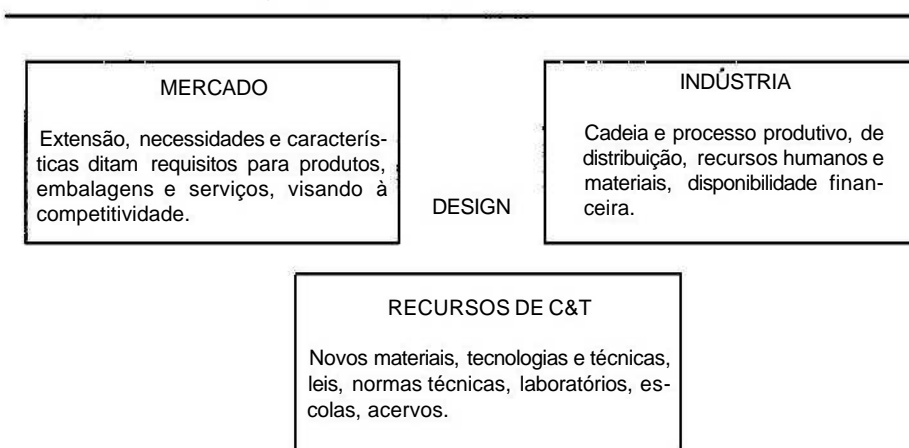 MERCADO
Extensão, necessidades e caracterís-
ticas ditam requisitos para produtos,
embalagens e serviços, visando à
competitividade.
DESIGN
INDÚSTRIA
Cadeia e processo produtivo, de
distribuição, recursos humanos e
materiais, disponibilidade finan-
ceira.
RECURSOS DE C&T
Novos materiais, tecnologias e técnicas,
leis, normas técnicas, laboratórios, es-
colas, acervos.